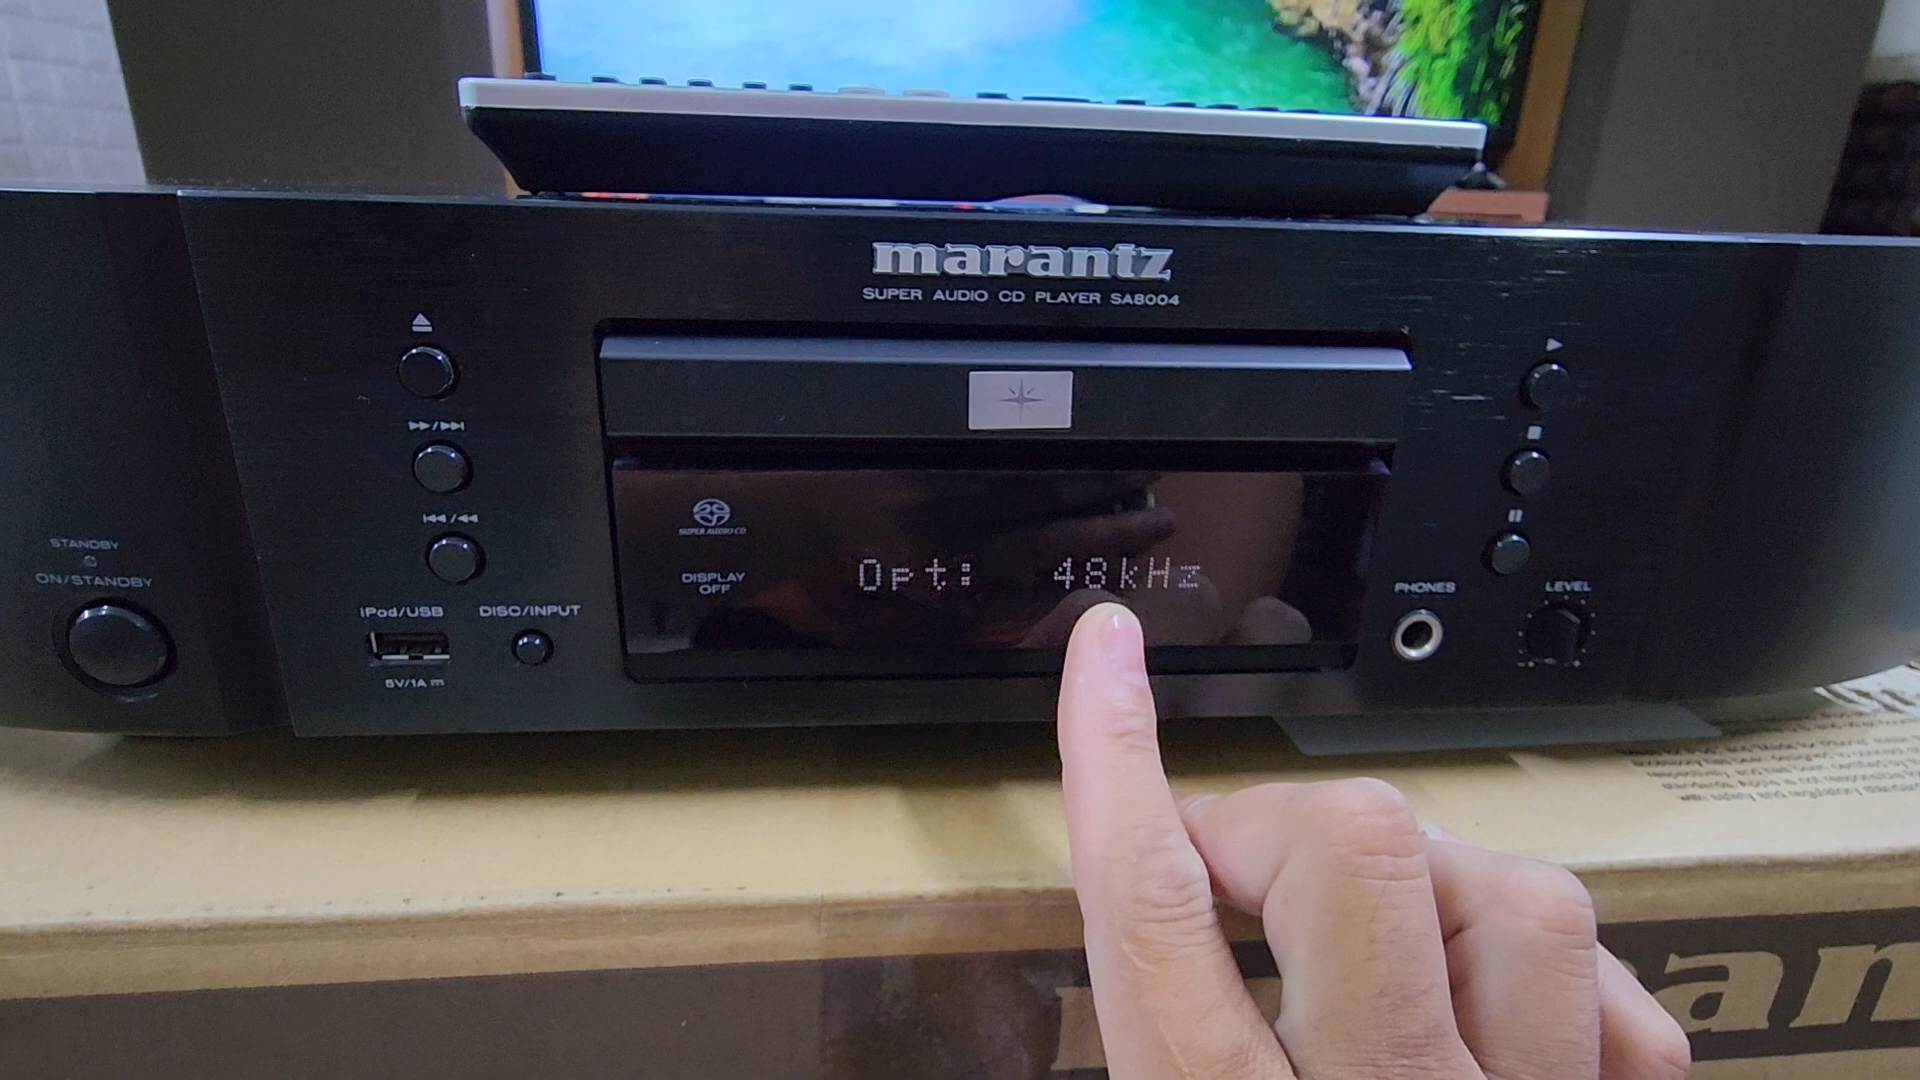 marantz
SUPER AUDIO CD PLAYER SA8004
STANDBY
ON/STANDBY
iPod/USB
DISC/INPUT
5V/1A
SUPER AUDIO CD
DISPLAY
OFF
Opt: 48kHz
PHONES
LEVEL
an